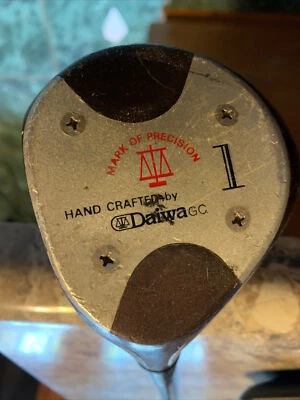 MARK OF PRECISION
1
HAND CRAFTED by
Daiwa GC